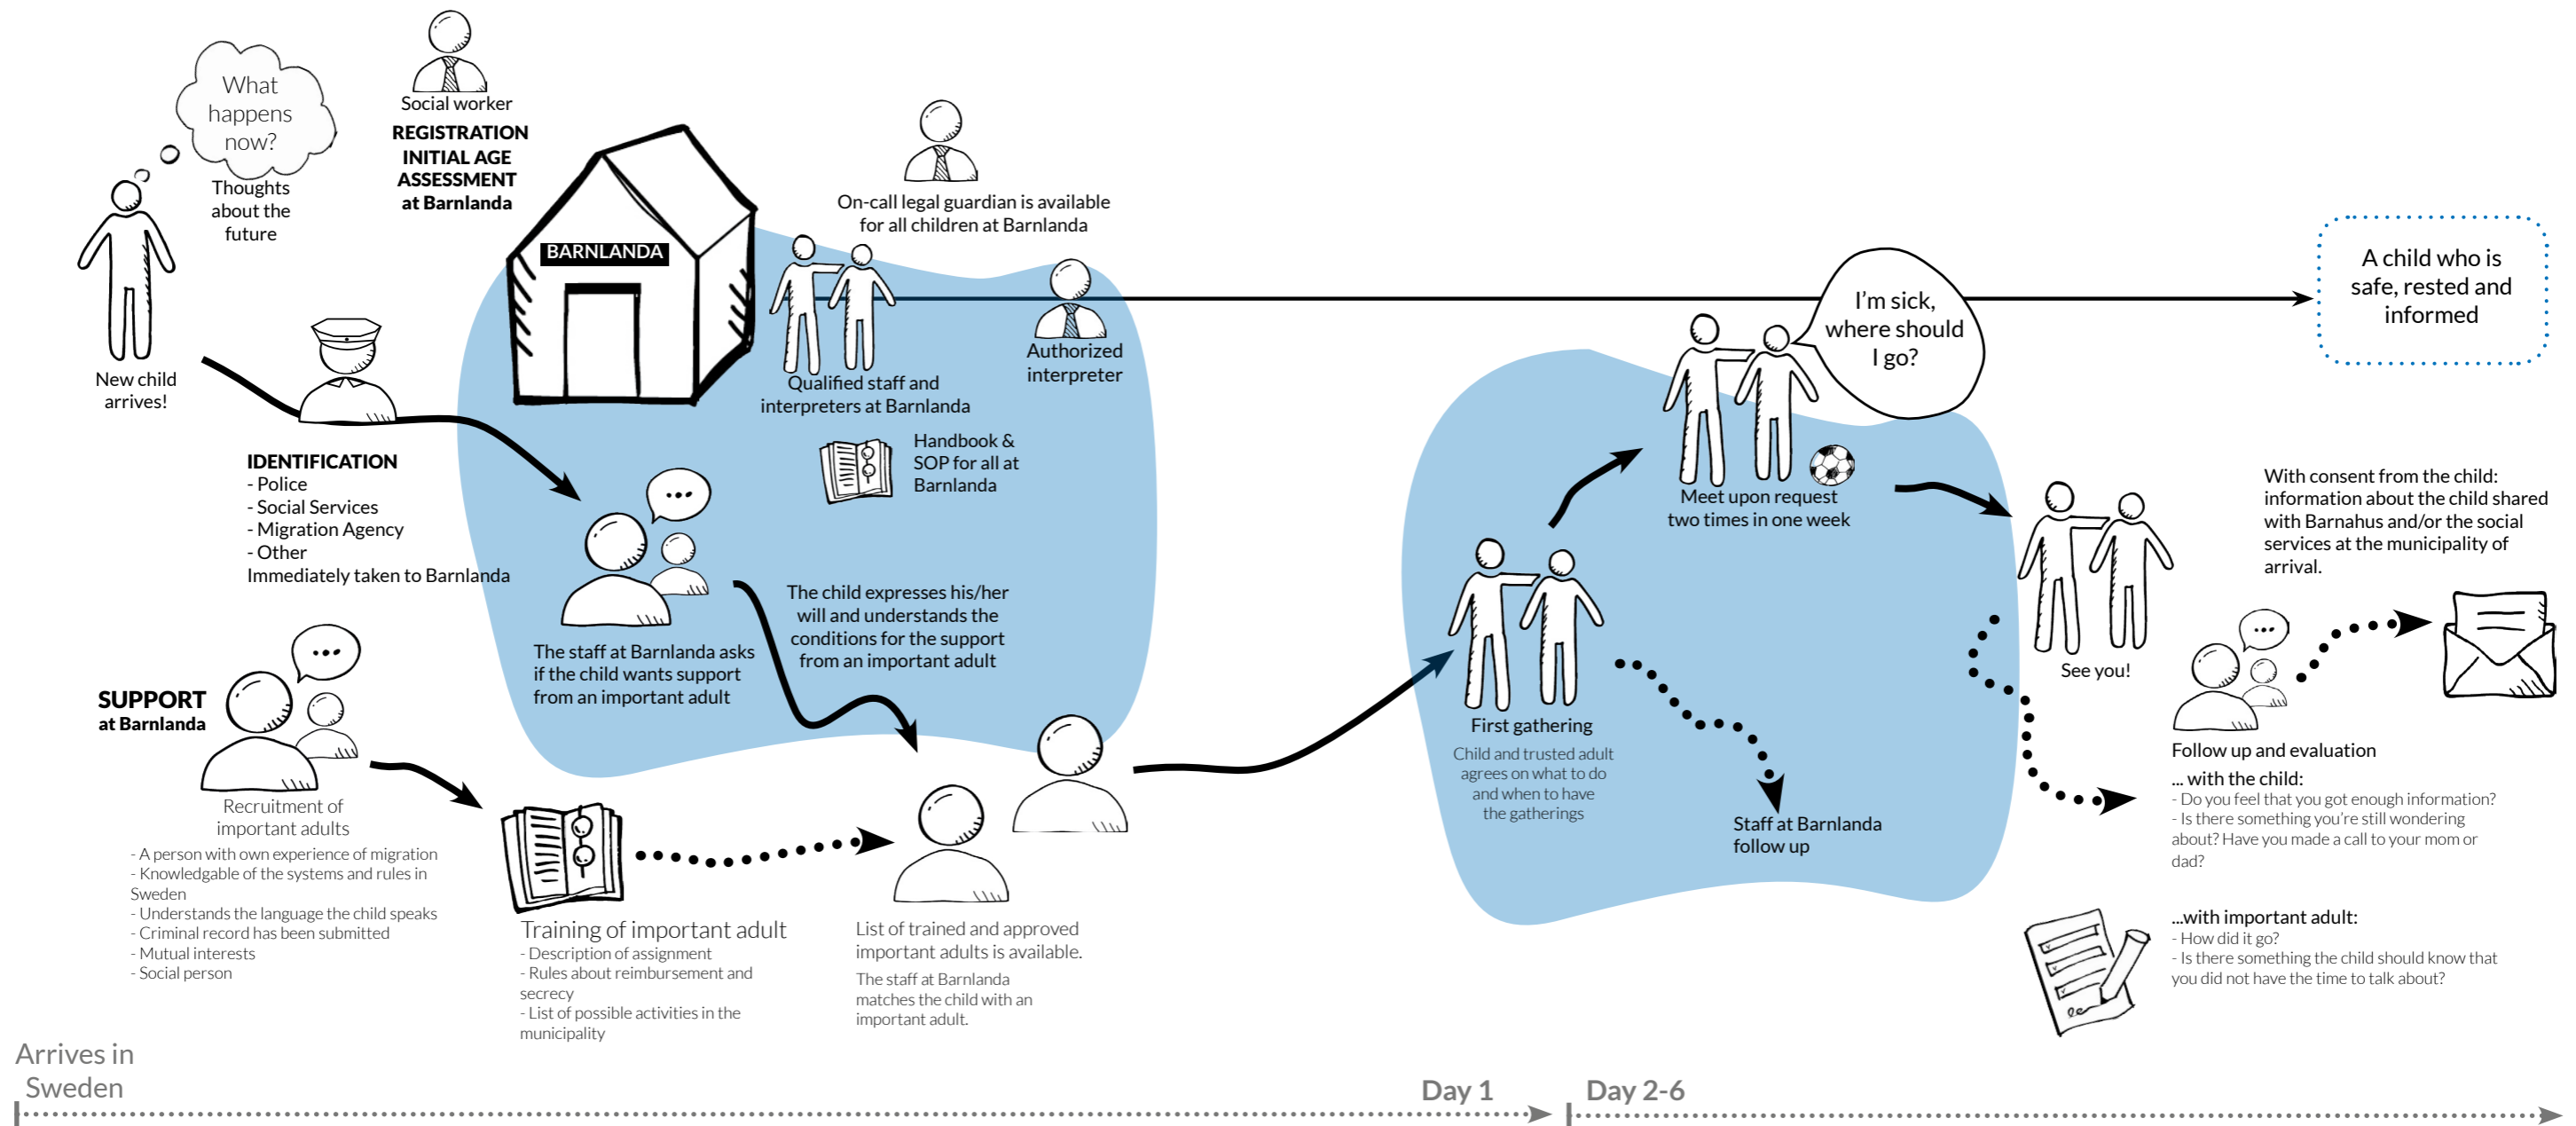 What
happens
now?
Thoughts
about the
future
New child
arrives!
Social worker
REGISTRATION
INITIAL AGE
ASSESSMENT
at Barnlanda
BARNLANDA
On-call legal guardian is available
for all children at Barnlanda
Authorized
interpreter
Qualified staff and
interpreters at Barnlanda
Handbook &
SOP for all at
Barnlanda
IDENTIFICATION
- Police
- Social Services
- Migration Agency
- Other
Immediately taken to Barnlanda
...
The staff at Barnlanda asks
if the child wants support
from an important adult
The child expresses his/her
will and understands the
conditions for the support
from an important adult
SUPPORT
at Barnlanda
...
Recruitment of
important adults
- A person with own experience of migration
- Knowledgable of the systems and rules in
Sweden
- Understands the language the child speaks
- Criminal record has been submitted
- Mutual interests
- Social person
Training of important adult
- Description of assignment
- Rules about reimbursement and
secrecy
- List of possible activities in the
municipality
List of trained and approved
important adults is available.
The staff at Barnlanda
matches the child with an
important adult.
First gathering
Child and trusted adult
agrees on what to do
and when to have
the gatherings
I'm sick,
where should
I go?
Meet upon request
two times in one week
Staff at Barnlanda
follow up
See you!
A child who is
safe, rested and
informed
With consent from the child:
information about the child shared
with Barnahus and/or the social
services at the municipality of
arrival.
...
Follow up and evaluation
... with the child:
- Do you feel that you got enough information?
- Is there something you're still wondering
about? Have you made a call to your mom or
dad?
...with important adult:
- How did it go?
- Is there something the child should know that
you did not have the time to talk about?
Arrives in
Sweden
Day 1
Day 2-6